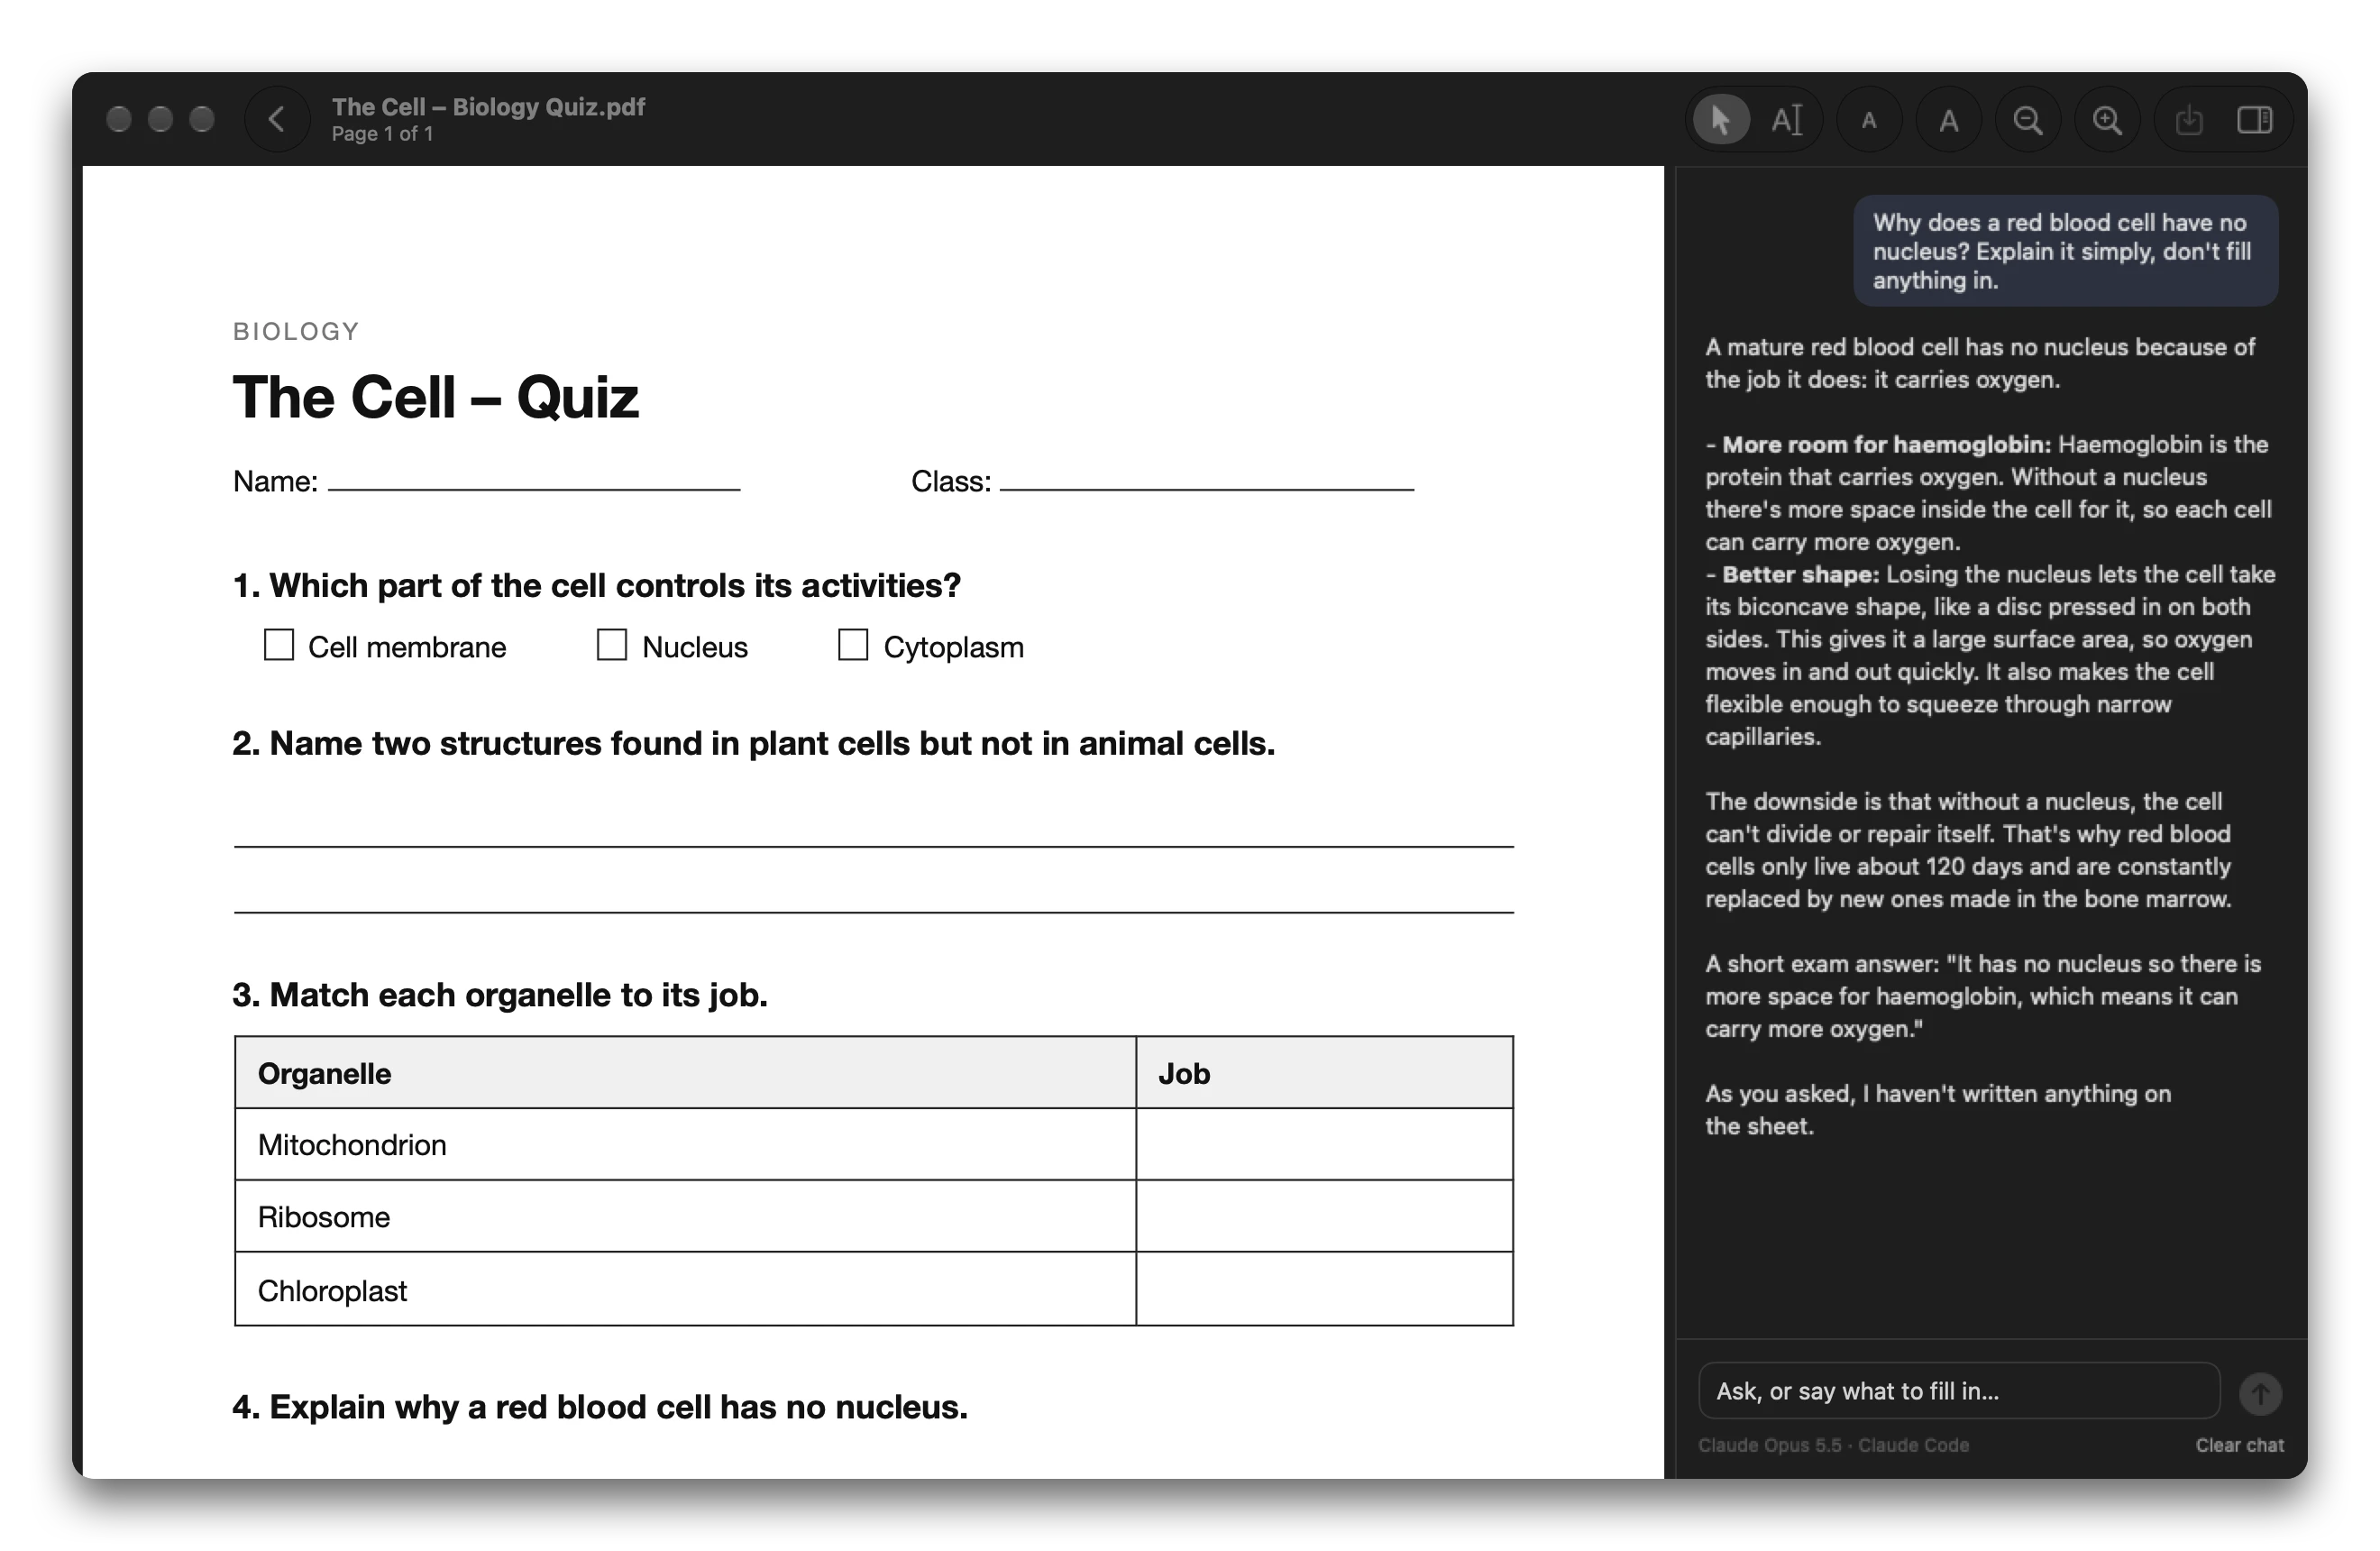 The Cell – Biology Quiz.pdf
Page 1 of 1
BIOLOGY
The Cell – Quiz
Name:
Class:
1. Which part of the cell controls its activities?
Cell membrane Nucleus Cytoplasm
2. Name two structures found in plant cells but not in animal cells.
3. Match each organelle to its job.
Organelle Job
Mitochondrion
Ribosome
Chloroplast
4. Explain why a red blood cell has no nucleus.
Why does a red blood cell have no
nucleus? Explain it simply, don't fill
anything in.
A mature red blood cell has no nucleus because of
the job it does: it carries oxygen.
- More room for haemoglobin: Haemoglobin is the
protein that carries oxygen. Without a nucleus
there's more space inside the cell for it, so each cell
can carry more oxygen.
- Better shape: Losing the nucleus lets the cell take
its biconcave shape, like a disc pressed in on both
sides. This gives it a large surface area, so oxygen
moves in and out quickly. It also makes the cell
flexible enough to squeeze through narrow
capillaries.
The downside is that without a nucleus, the cell
can't divide or repair itself. That's why red blood
cells only live about 120 days and are constantly
replaced by new ones made in the bone marrow.
A short exam answer: "It has no nucleus so there is
more space for haemoglobin, which means it can
carry more oxygen."
As you asked, I haven't written anything on
the sheet.
Ask, or say what to fill in...
Claude Opus 5.5 · Claude Code
Clear chat